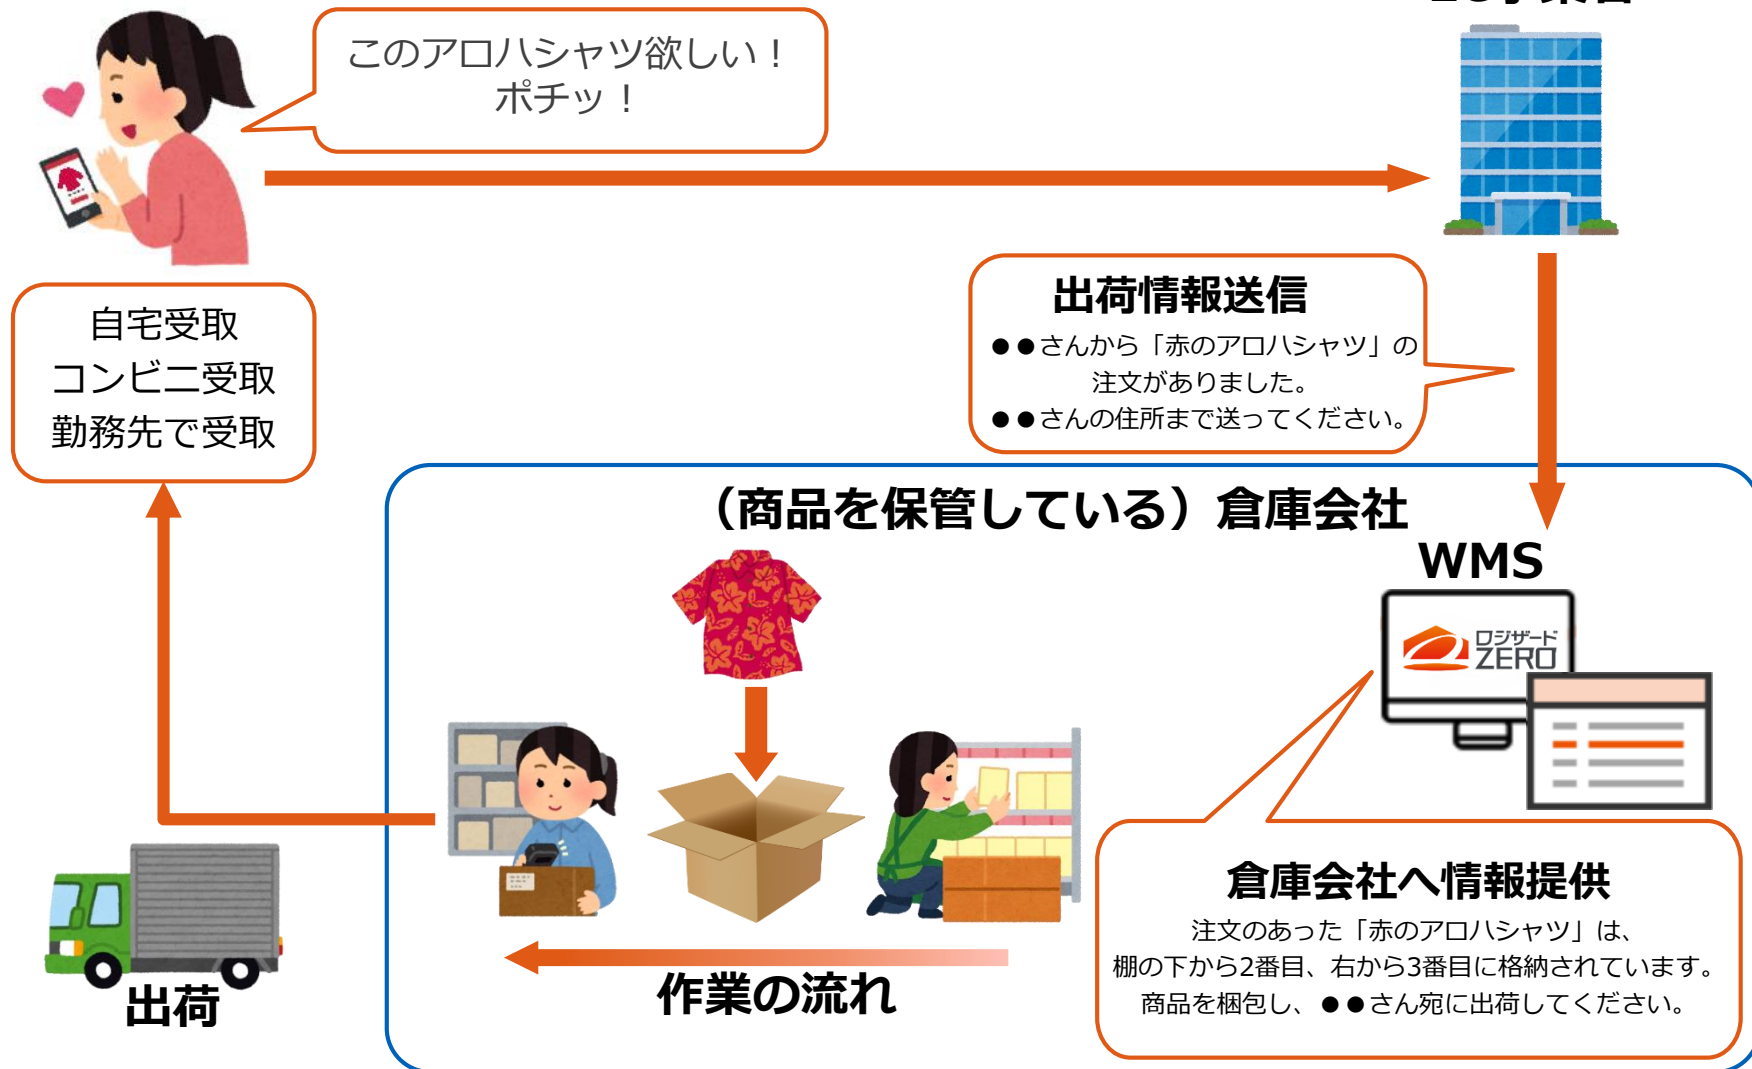 このアロハシャツ欲しい！
ポチッ！
出荷情報送信
●●さんから「赤のアロハシャツ」の
注文がありました。
●●さんの住所まで送ってください。
自宅受取
コンビニ受取
勤務先で受取
（商品を保管している）倉庫会社
WMS
ロジザード
ZERO
倉庫会社へ情報提供
注文のあった「赤のアロハシャツ」は、
棚の下から2番目、右から3番目に格納されています。
商品を梱包し、●●さん宛に出荷してください。
作業の流れ
出荷